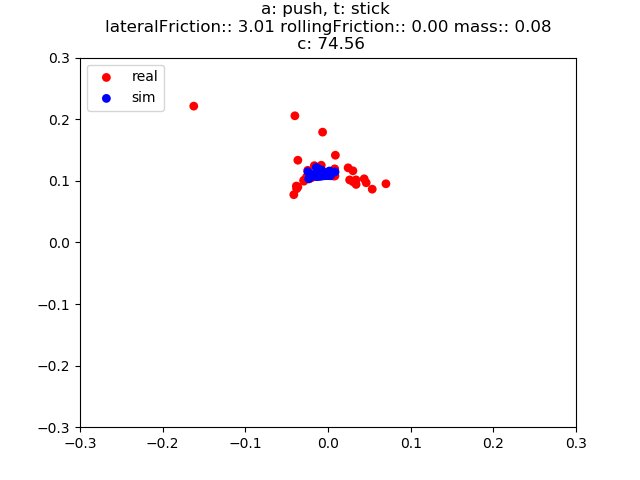 a: push, t: stick
lateralFriction:: 3.01 rollingFriction:: 0.00 mass:: 0.08
c: 74.56
real
sim
0.3
0.2
0.1
0.0
−0.1
−0.2
−0.3
−0.3 −0.2 −0.1 0.0 0.1 0.2 0.3